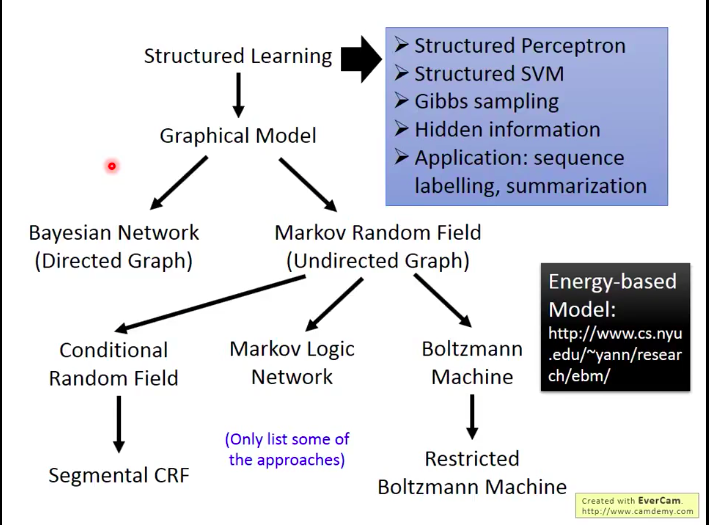 Structured Learning
➢ Structured Perceptron
➢ Structured SVM
➢ Gibbs sampling
➢ Hidden information
➢ Application: sequence
labelling, summarization
Graphical Model
Bayesian Network
(Directed Graph)
Markov Random Field
(Undirected Graph)
Energy-based
Model:
http://www.cs.nyu
.edu/~yann/resear
ch/ebm/
Conditional
Random Field
Markov Logic
Network
Boltzmann
Machine
(Only list some of
the approaches)
Segmental CRF
Restricted
Boltzmann Machine
Created with EverCam.
http://www.camdemy.com